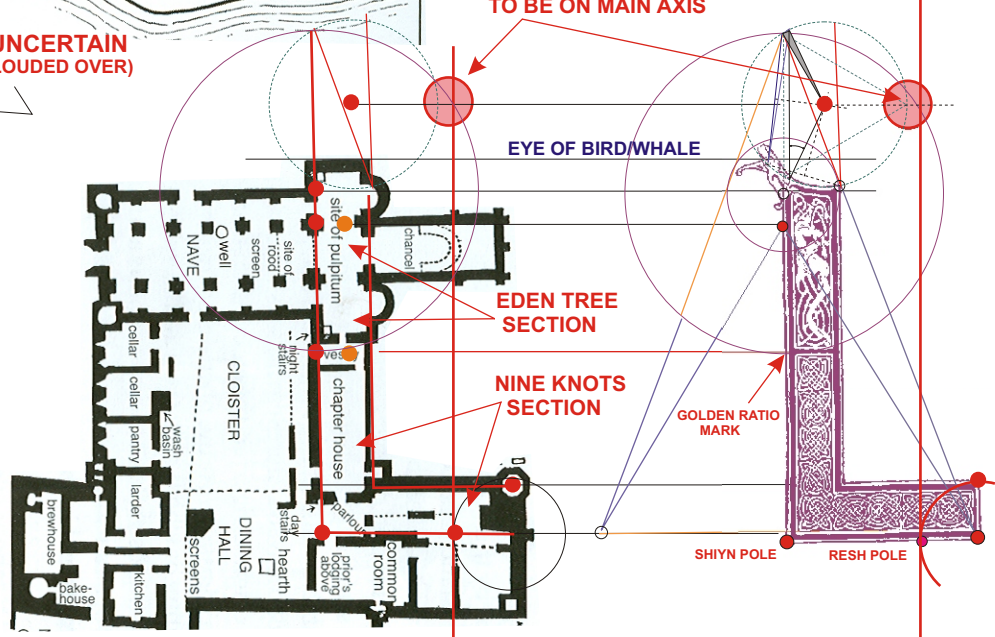 TO BE ON MAIN AXIS
UNCERTAIN
LOUDED OVER)
EYE OF BIRD/WHALE
site of pulpitum
chancel
NAVE
well
screen
site of
rood
EDEN TREE
SECTION
night
stairs
cellar
CLOISTER
NINE KNOTS
SECTION
chapter house
cellar
GOLDEN RATIO
MARK
wash
basin
pantry
larder
parlour
day
stairs
brewhouse
DINING
HALL
hearth
screens
prior's
lodging
above
common
room
SHIYN POLE
RESH POLE
bake-
house
kitchen